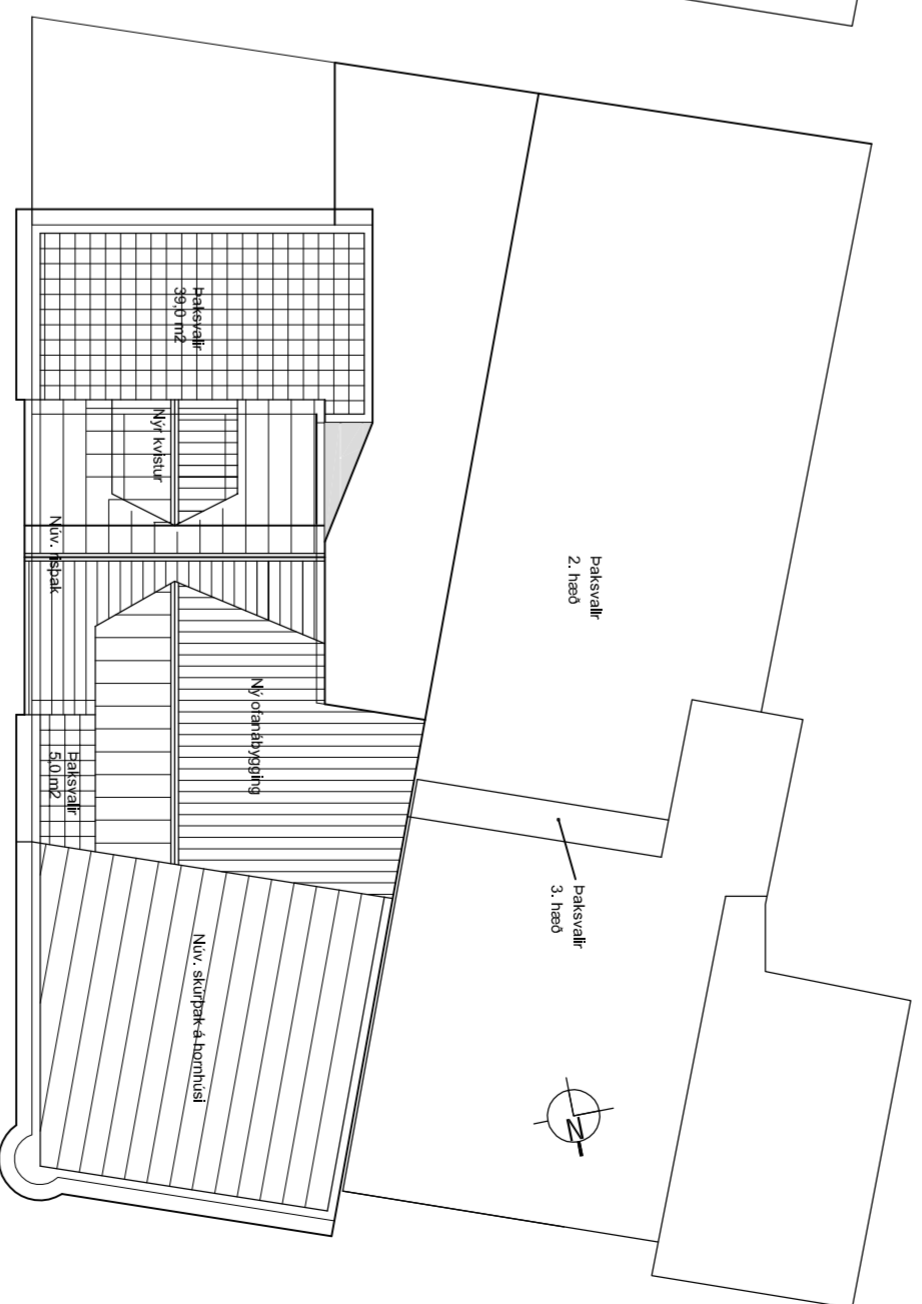 Þaksvalir
39,0 m2
Nýr kvistur
Núv. risþak
Þaksvalir
2. hæð
Ný ofanábygging
Þaksvalir
5,0 m2
Þaksvalir
3. hæð
Núv. skúrþak á hornhúsi
N